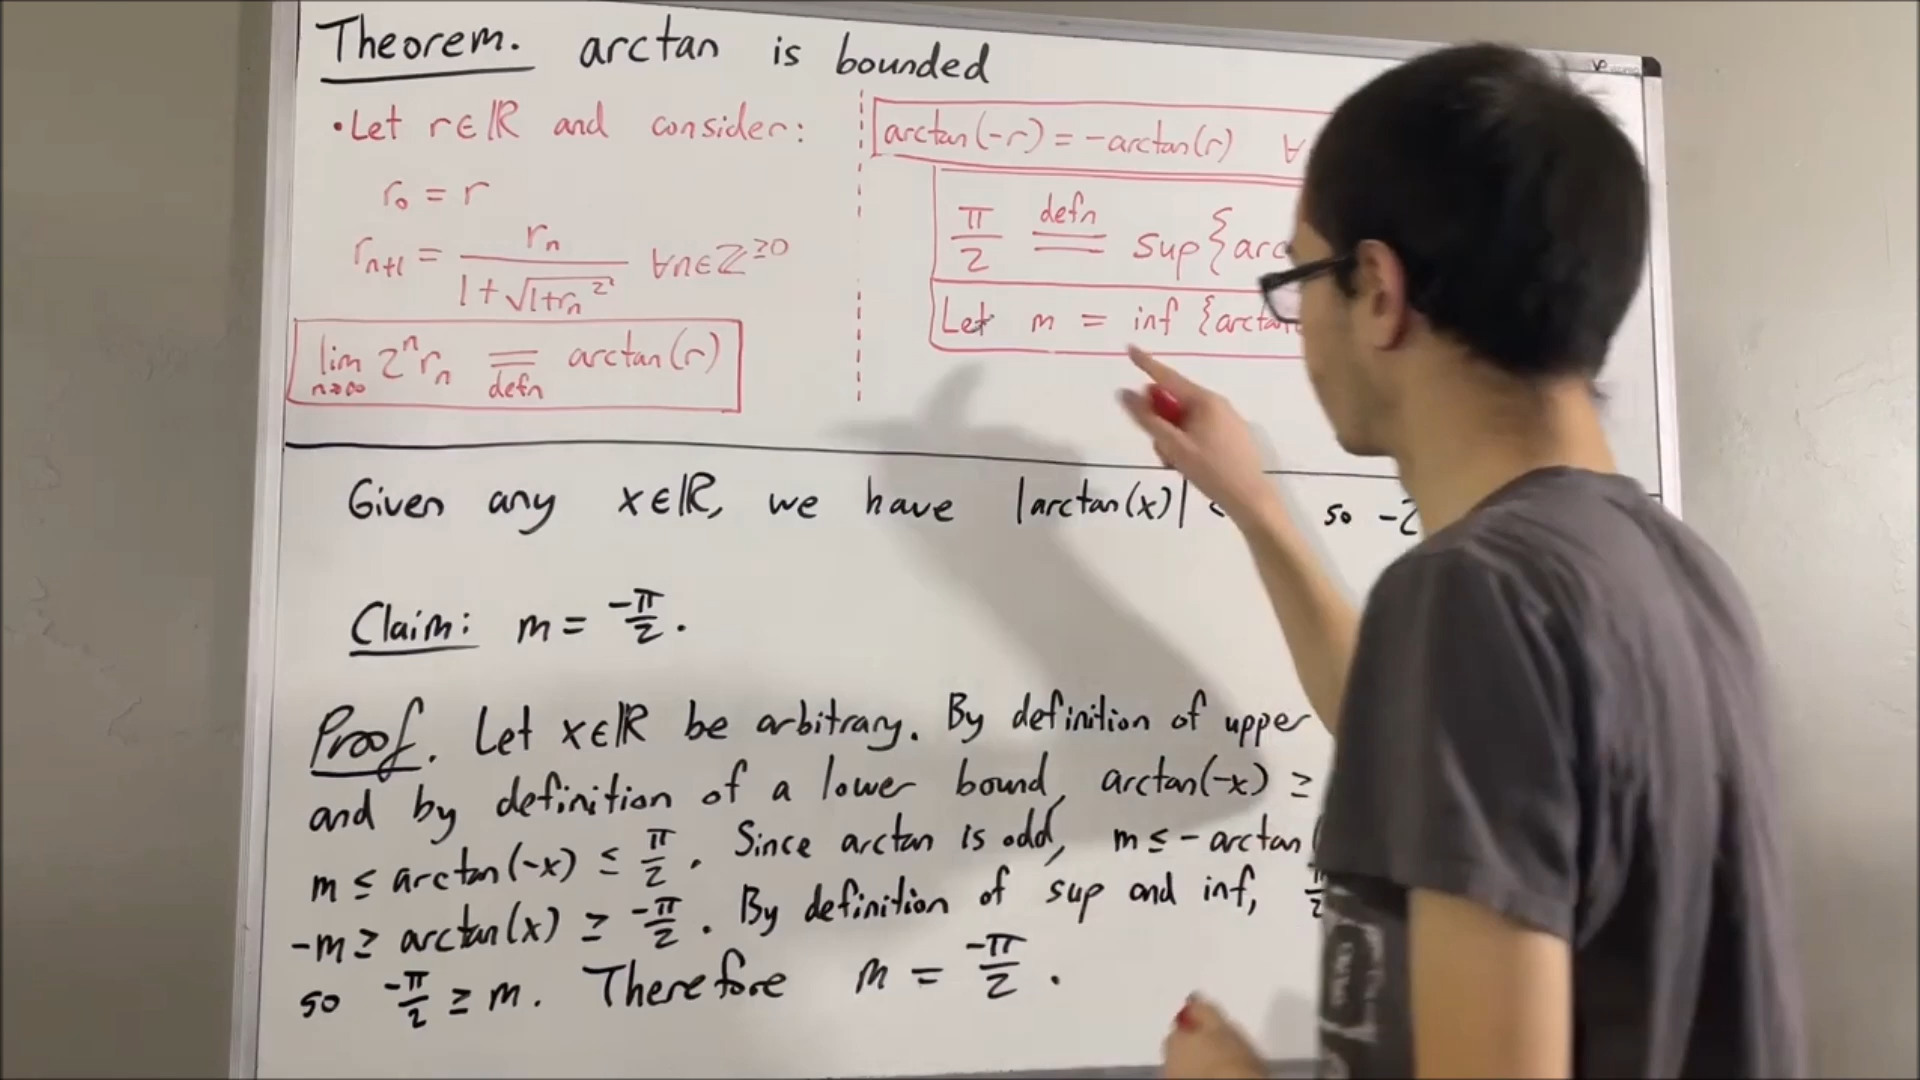 Theorem. arctan is bounded
• Let r∈ℝ and consider:
r₀ = r
rₙ₊₁ = rₙ / (1+√(1+rₙ²)) ∀n∈ℤ^≥0
lim n→∞ 2ⁿrₙ = defn arctan(r)
arctan(-r) = -arctan(r) ∀
π/2 defn = sup{arc
Let m = inf {arctan
Given any x∈ℝ, we have |arctan(x)| so -2
Claim: m = -π/2.
Proof. Let x∈ℝ be arbitrary. By definition of upper
and by definition of a lower bound, arctan(-x) ≥
m ≤ arctan(-x) ≤ π/2. Since arctan is odd, m ≤ - arctan(
-m ≥ arctan(x) ≥ -π/2. By definition of sup and inf,
so -π/2 ≥ m. Therefore m = -π/2.